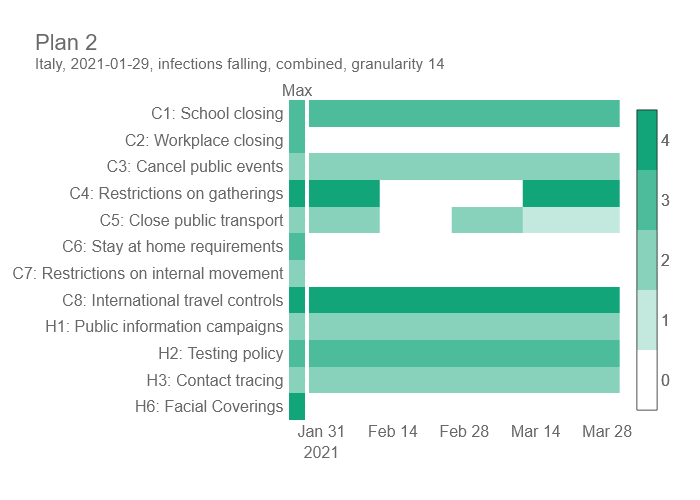 Plan 2
Italy, 2021-01-29, infections falling, combined, granularity 14
Max
C1: School closing
C2: Workplace closing
C3: Cancel public events
C4: Restrictions on gatherings
C5: Close public transport
C6: Stay at home requirements
C7: Restrictions on internal movement
C8: International travel controls
H1: Public information campaigns
H2: Testing policy
H3: Contact tracing
H6: Facial Coverings
Jan 31 Feb 14 Feb 28 Mar 14 Mar 28
2021
4
3
2
1
0